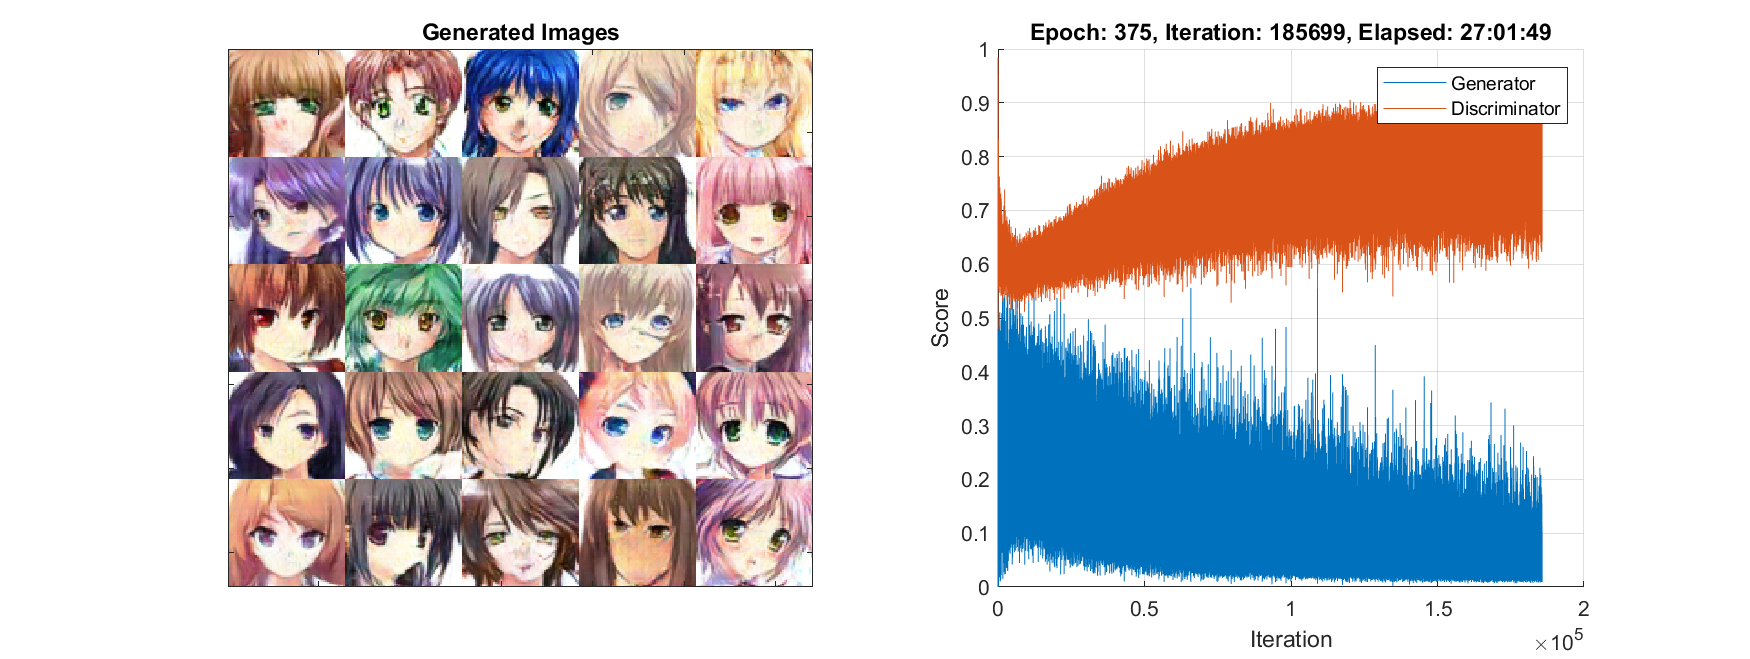 Generated Images
Epoch: 375, Iteration: 185699, Elapsed: 27:01:49
Generator
Discriminator
Score
1
0.9
0.8
0.7
0.6
0.5
0.4
0.3
0.2
0.1
0
0 0.5 1 1.5 2
Iteration
×10^5